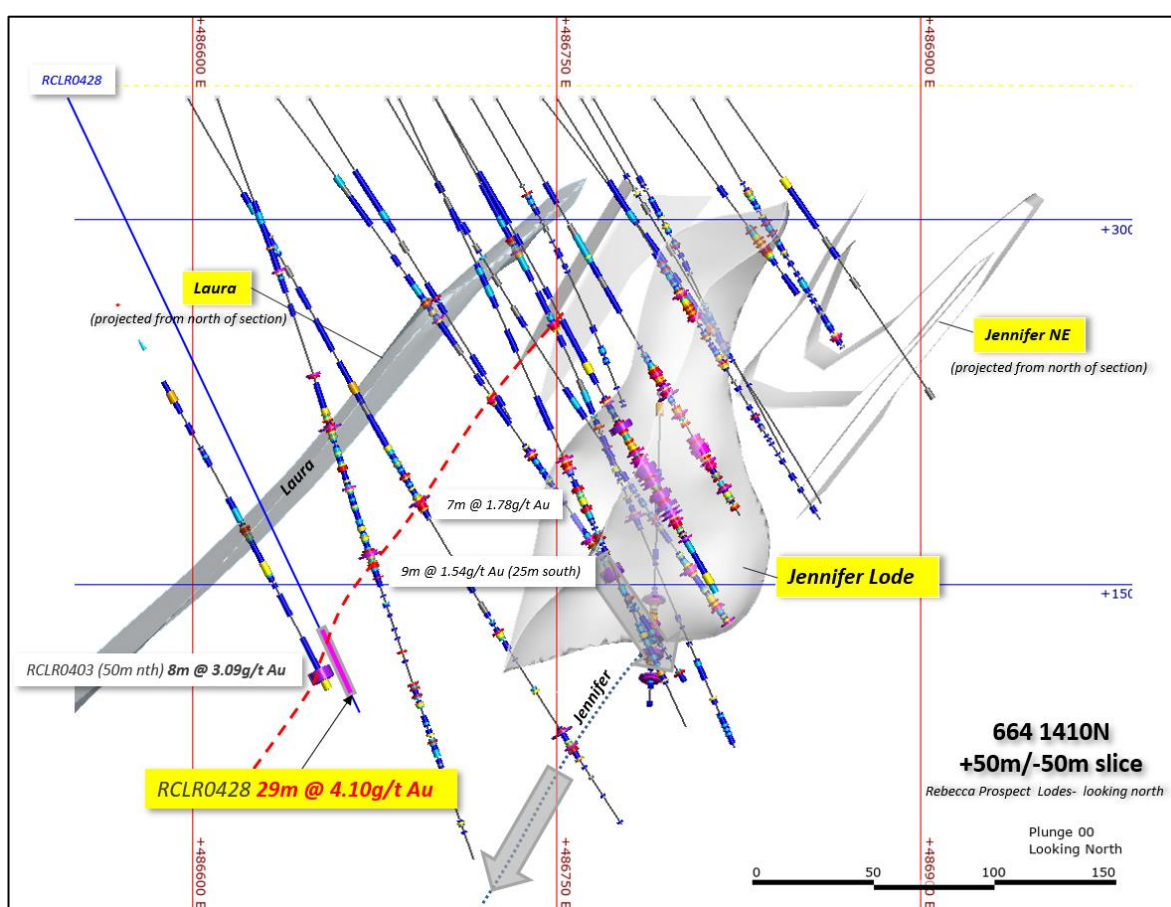 +486600 E
+486750 E
+486900 E
RCLR0428
+300
Laura
(projected from north of section)
Jennifer NE
(projected from north of section)
Laura
7m @ 1.78g/t Au
9m @ 1.54g/t Au (25m south)
Jennifer Lode
+150
RCLR0403 (50m nth) 8m @ 3.09g/t Au
Jennifer
RCLR0428 29m @ 4.10g/t Au
664 1410N
+50m/-50m slice
Rebecca Prospect Lodes- looking north
Plunge 00
Looking North
0 50 100 150
+486600 E
+486750 E
+486900 E